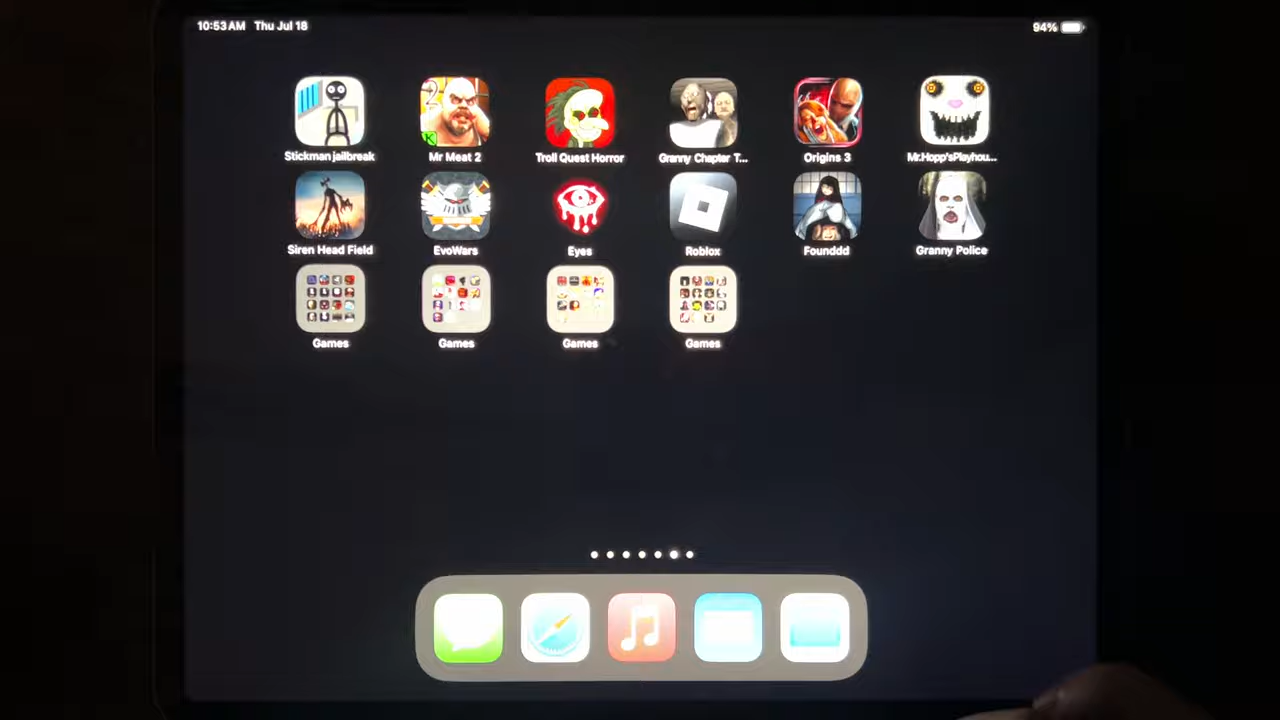 10:53 AM Thu Jul 18
94%
Stickman jailbreak
Mr Meat 2
Troll Quest Horror
Granny Chapter T...
Origins 3
Mr.Hopp'sPlayhou...
Siren Head Field
EvoWars
Eyes
Roblox
Founddd
Granny Police
Games
Games
Games
Games